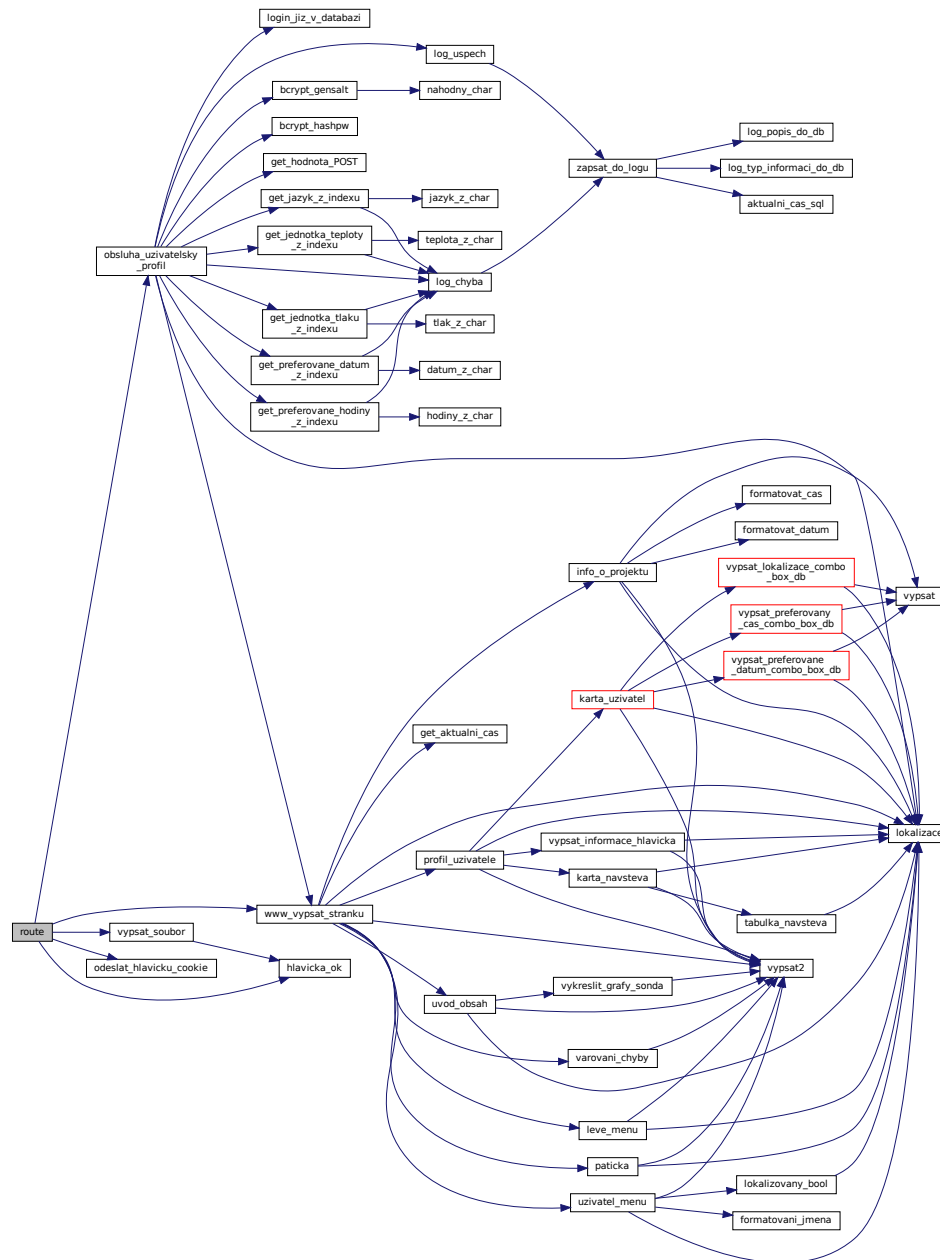 login_jiz_v_databazi
log_uspech
bcrypt_gensalt
nahodny_char
bcrypt_hashpw
log_popis_do_db
get_hodnota_POST
zapsat_do_logu
log_typ_informaci_do_db
get_jazyk_z_indexu
jazyk_z_char
aktualni_cas_sql
get_jednotka_teploty
_z_indexu
teplota_z_char
obsluha_uzivatelsky
_profil
log_chyba
get_jednotka_tlaku
_z_indexu
tlak_z_char
get_preferovane_datum
_z_indexu
datum_z_char
get_preferovane_hodiny
_z_indexu
hodiny_z_char
formatovat_cas
formatovat_datum
info_o_projektu
vypsat_lokalizace_combo
_box_db
vypsat
vypsat_preferovany
_cas_combo_box_db
vypsat_preferovane
_datum_combo_box_db
karta_uzivatel
get_aktualni_cas
lokalizace
vypsat_informace_hlavicka
profil_uzivatele
karta_navsteva
www_vypsat_stranku
tabulka_navsteva
route
vypsat_soubor
odeslat_hlavicku_cookie
hlavicka_ok
vypsat2
vykreslit_grafy_sonda
uvod_obsah
varovani_chyby
leve_menu
paticka
lokalizovany_bool
uzivatel_menu
formatovani_jmena